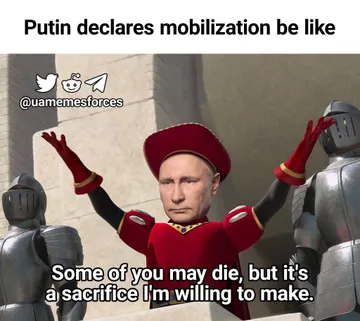 Putin declares mobilization be like
@uamemesforces
Some of you may die, but it's
a sacrifice I'm willing to make.